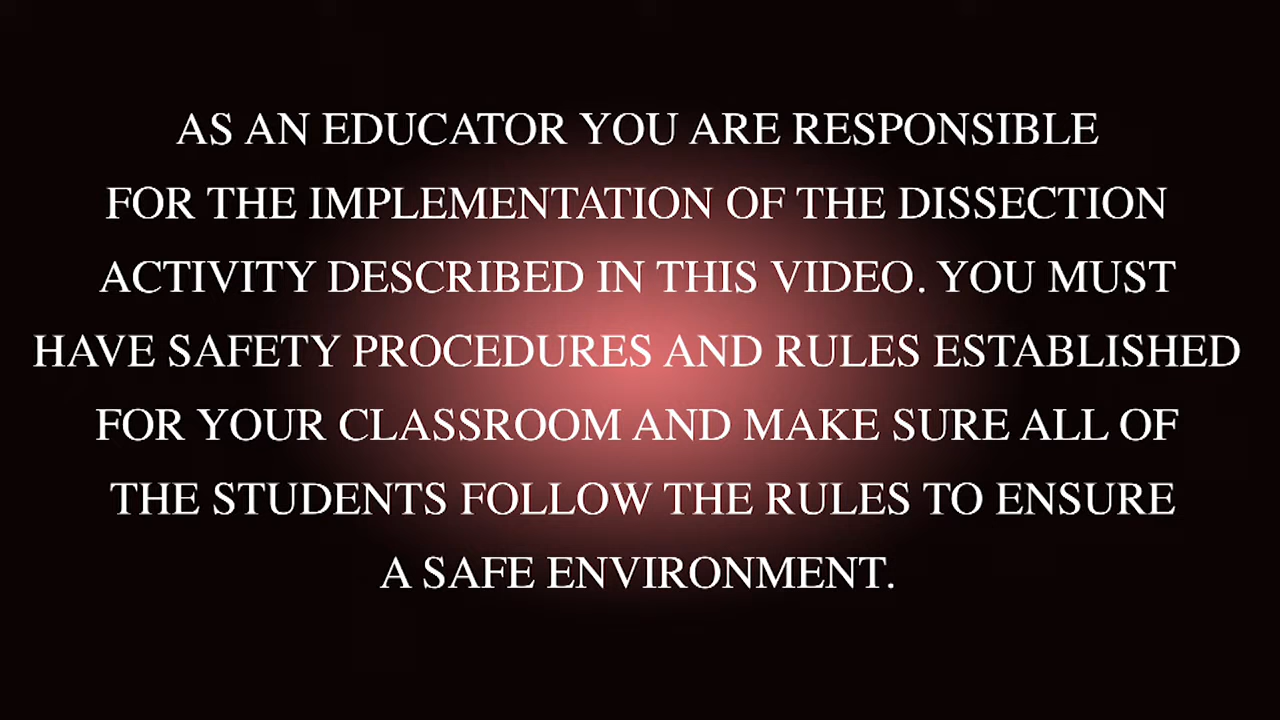 AS AN EDUCATOR YOU ARE RESPONSIBLE
FOR THE IMPLEMENTATION OF THE DISSECTION
ACTIVITY DESCRIBED IN THIS VIDEO. YOU MUST
HAVE SAFETY PROCEDURES AND RULES ESTABLISHED
FOR YOUR CLASSROOM AND MAKE SURE ALL OF
THE STUDENTS FOLLOW THE RULES TO ENSURE
A SAFE ENVIRONMENT.